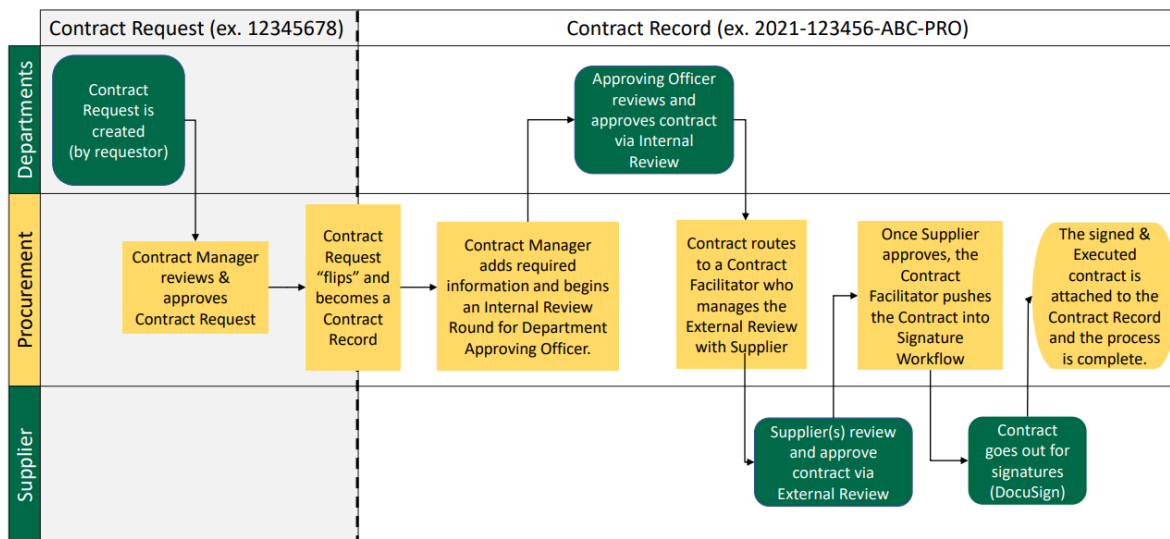 Contract Request (ex. 12345678)
Contract Record (ex. 2021-123456-ABC-PRO)
Departments
Contract
Request is
created
(by requestor)
Approving Officer
reviews and
approves contract
via Internal
Review
Procurement
Contract Manager
reviews &
approves
Contract Request
Contract
Request
“flips” and
becomes a
Contract
Record
Contract Manager
adds required
information and begins
an Internal Review
Round for Department
Approving Officer.
Contract routes
to a Contract
Facilitator who
manages the
External Review
with Supplier
Once Supplier
approves, the
Contract
Facilitator pushes
the Contract into
Signature
Workflow
The signed &
Executed
contract is
attached to the
Contract Record
and the process
is complete.
Supplier
Supplier(s) review
and approve
contract via
External Review
Contract
goes out for
signatures
(DocuSign)